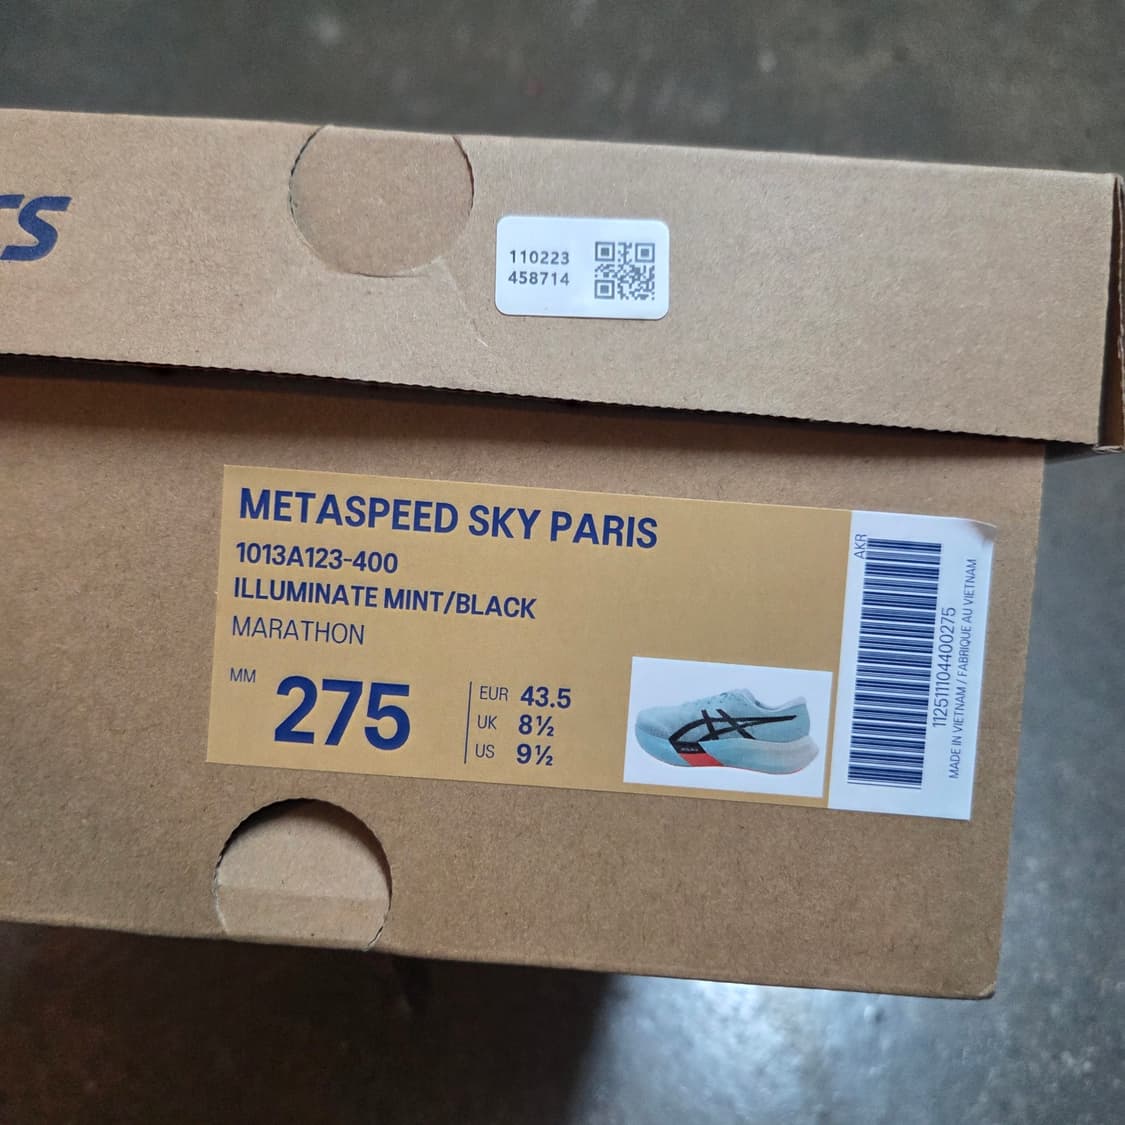 cs
110223
458714
METASPEED SKY PARIS
1013A123-400
ILLUMINATE MINT/BLACK
MARATHON
MM
275
EUR 43.5
UK 8½
US 9½
AKR
1125111104400275
MADE IN VIETNAM / FABRIQUE AU VIETNAM